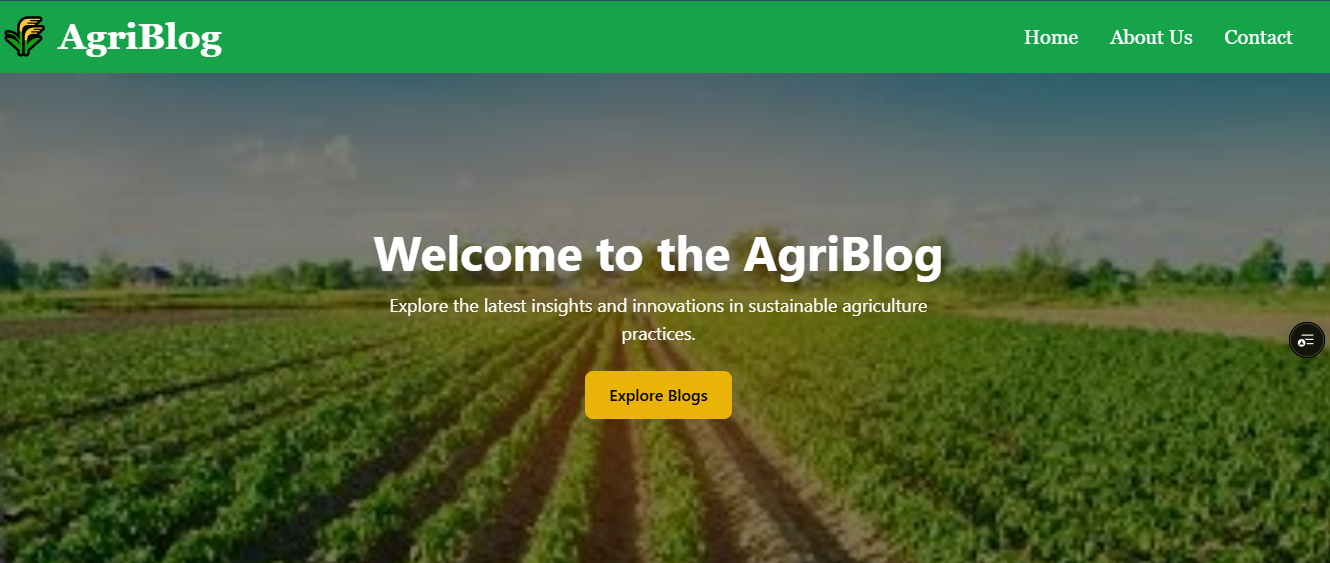 AgriBlog
Home
About Us
Contact
Welcome to the AgriBlog
Explore the latest insights and innovations in sustainable agriculture
practices.
Explore Blogs